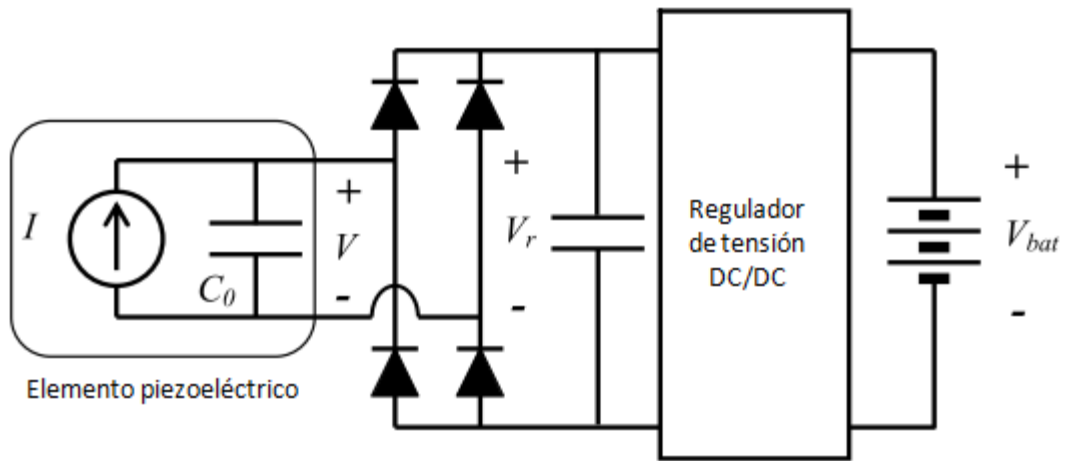 I
C0
+
V
-
+
Vr
-
Regulador
de tensión
DC/DC
+
Vbat
-
Elemento piezoeléctrico